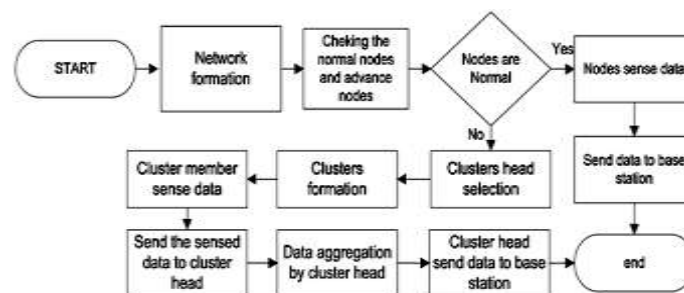 START
Network
formation
Cheking the
normal nodes
and advance
nodes
Nodes are
Normal
Yes
Nodes sense data
No
Cluster member
sense data
Clusters
formation
Clusters head
selection
Send data to base
station
Send the sensed
data to cluster
head
Data aggregation
by cluster head
Cluster head
send data to base
station
end